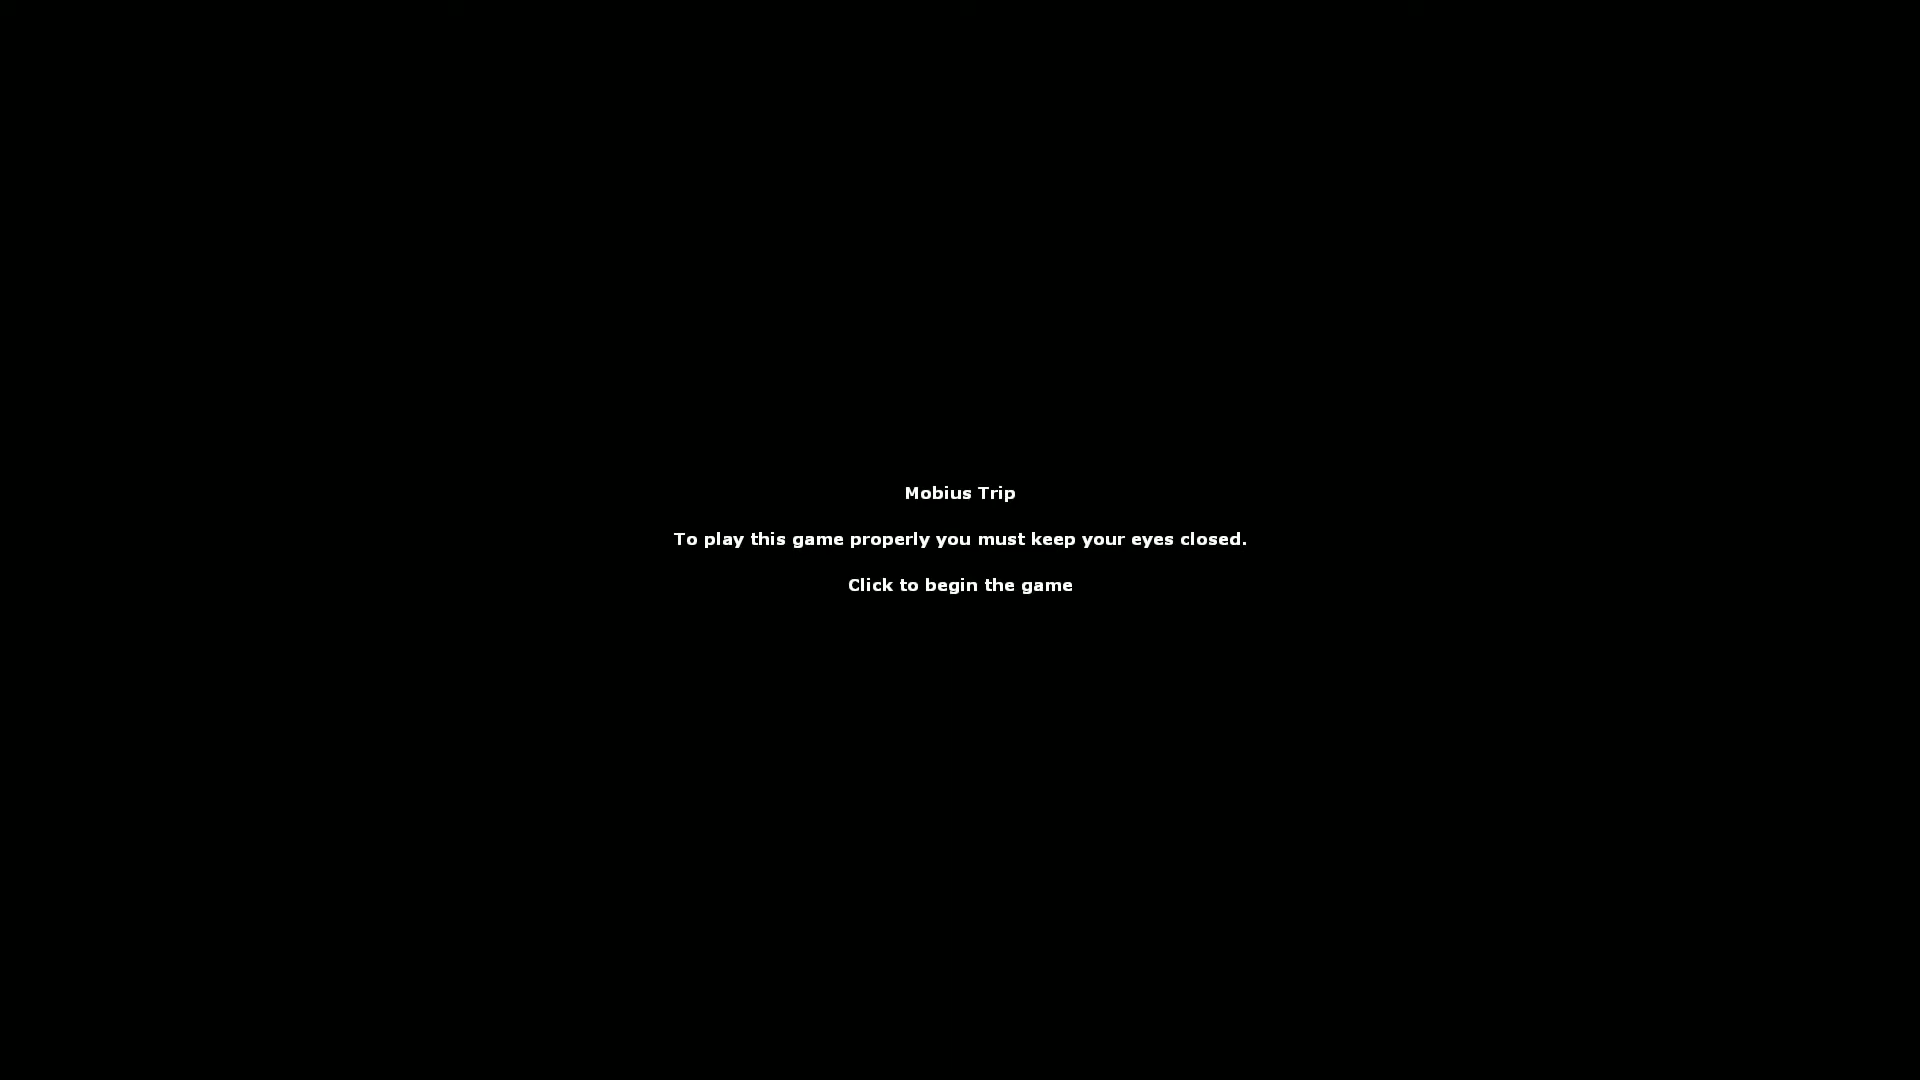 Mobius Trip
To play this game properly you must keep your eyes closed.
Click to begin the game